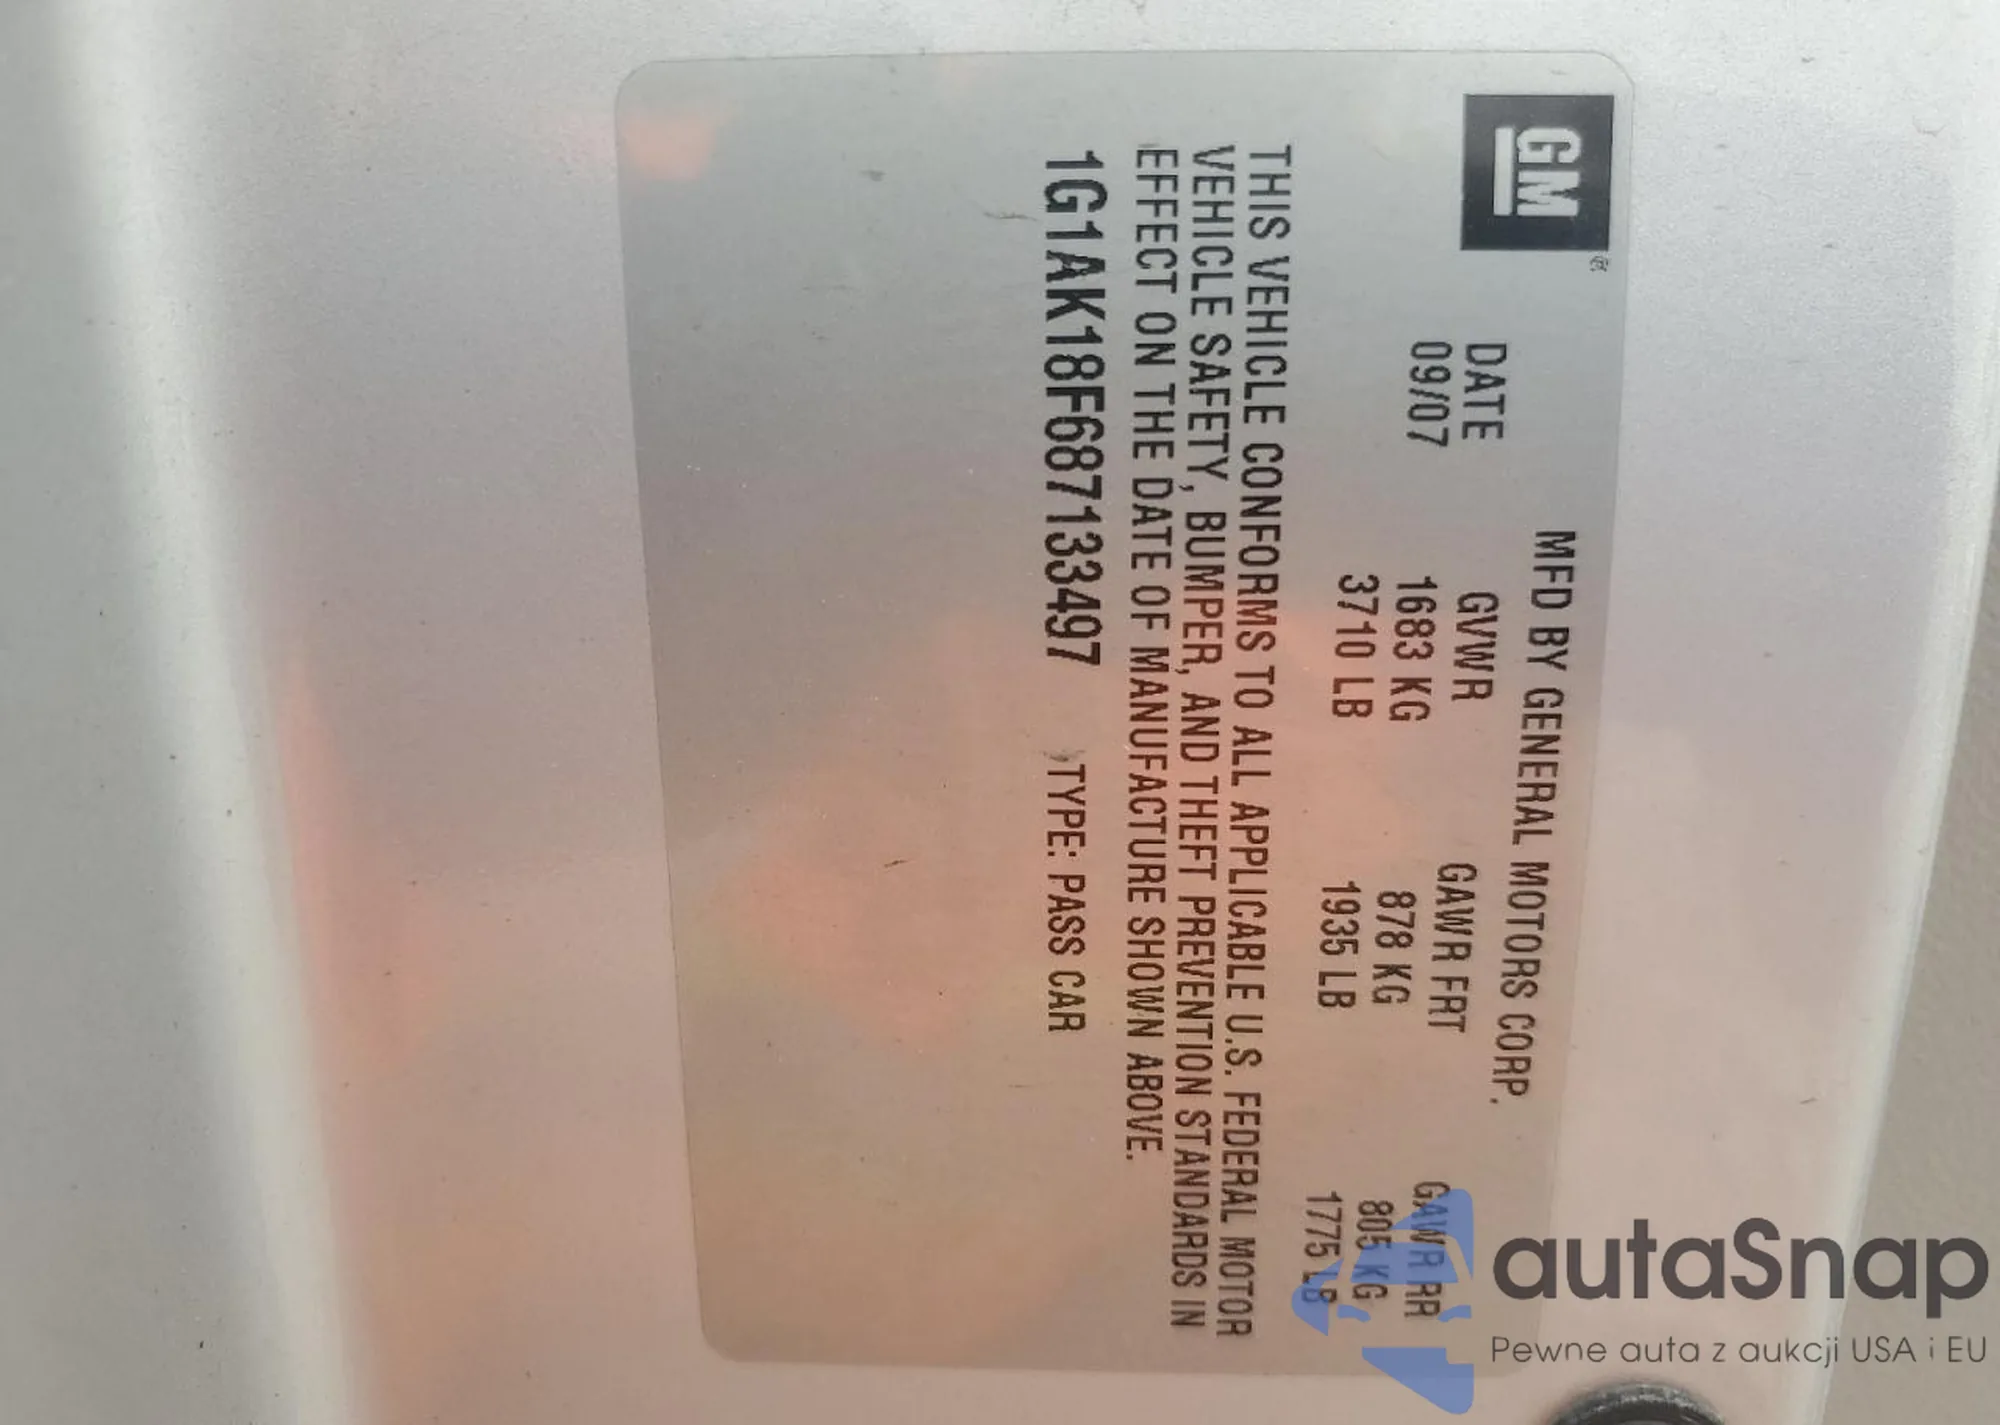 GM
®
MFD BY GENERAL MOTORS CORP.
DATE GVWR GAWR FRT GAWR RR
09/07 1683 KG 878 KG 805 KG
3710 LB 1935 LB 1775 LB
THIS VEHICLE CONFORMS TO ALL APPLICABLE U.S. FEDERAL MOTOR
VEHICLE SAFETY, BUMPER, AND THEFT PREVENTION STANDARDS IN
EFFECT ON THE DATE OF MANUFACTURE SHOWN ABOVE.
1G1AK18F687133497 TYPE: PASS CAR
autaSnap
Pewne auta z aukcji USA i EU